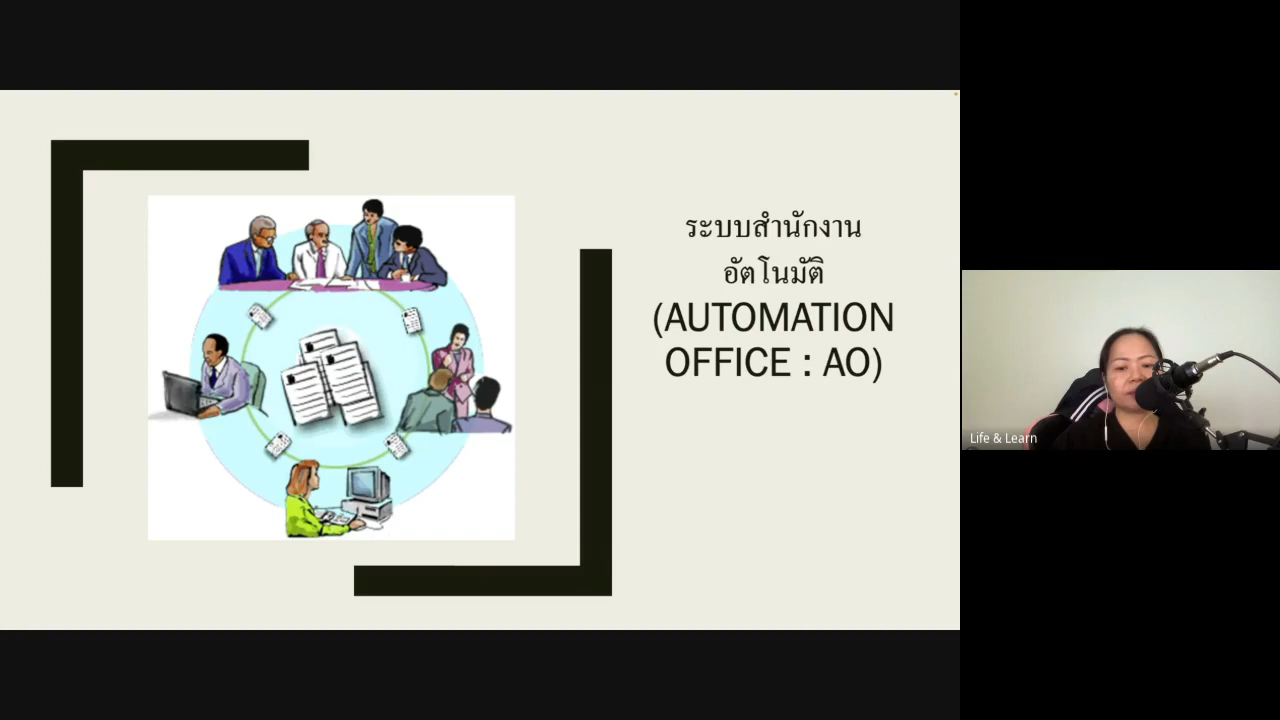 ระบบสำนักงาน
อัตโนมัติ
(AUTOMATION
OFFICE : AO)
Life & Learn